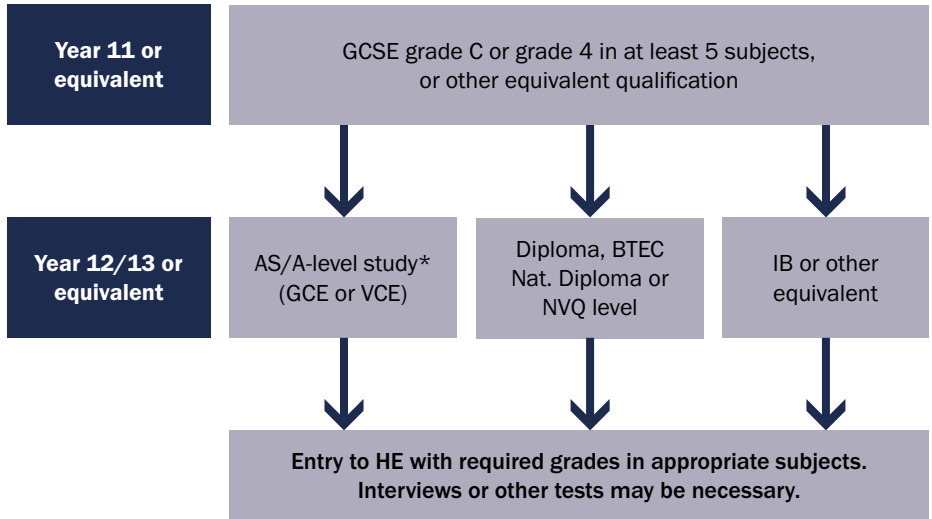 Year 11 or
equivalent
GCSE grade C or grade 4 in at least 5 subjects,
or other equivalent qualification
Year 12/13 or
equivalent
AS/A-level study*
(GCE or VCE)
Diploma, BTEC
Nat. Diploma or
NVQ level
IB or other
equivalent
Entry to HE with required grades in appropriate subjects.
Interviews or other tests may be necessary.